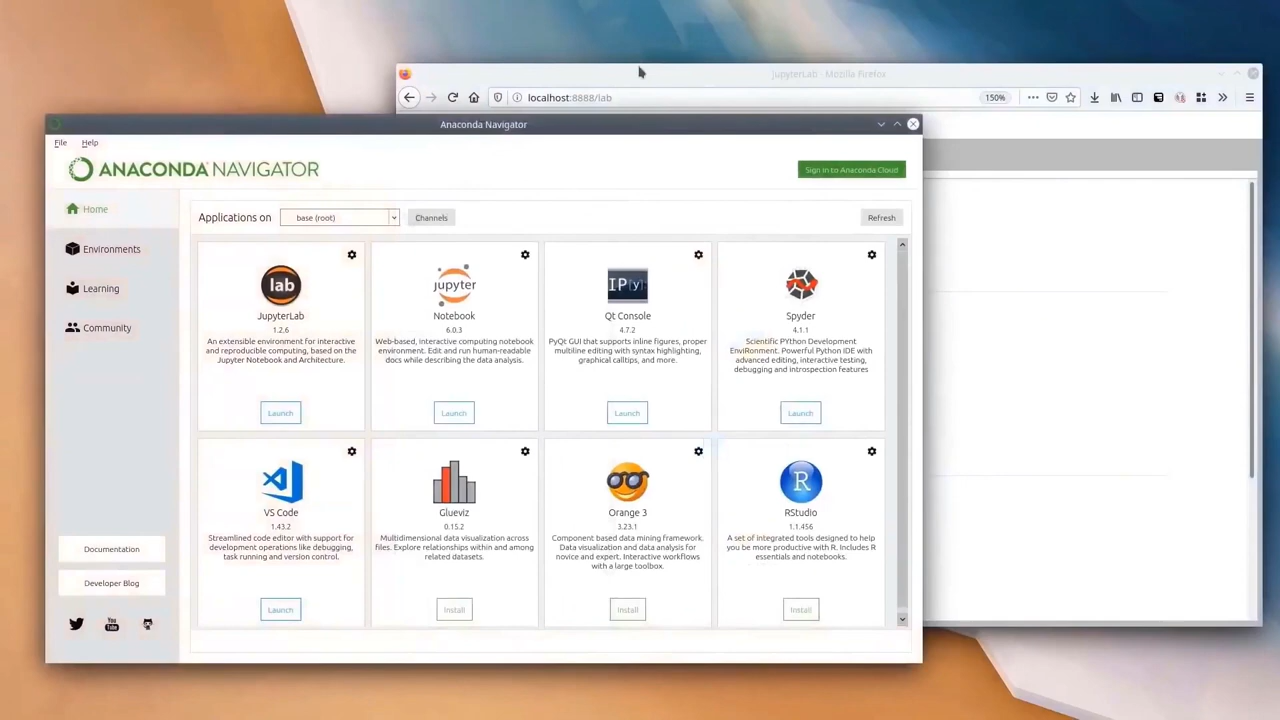 JupyterLab - Mozilla Firefox
localhost:8888/lab
150%
Anaconda Navigator
File Help
ANACONDA NAVIGATOR
Sign in to Anaconda Cloud
Home
Environments
Learning
Community
Documentation
Developer Blog
You
Tube
Applications on base (root) Channels Refresh
lab
JupyterLab
1.2.6
An extensible environment for interactive
and reproducible computing, based on the
Jupyter Notebook and Architecture.
Launch
jupyter
Notebook
6.0.3
Web-based, interactive computing notebook
environment. Edit and run human-readable
docs while describing the data analysis.
Launch
IP[y]
Qt Console
4.7.2
PyQt GUI that supports inline figures, proper
multiline editing with syntax highlighting,
graphical calltips, and more.
Launch
Spyder
4.1.1
Scientific PYthon Development
EnviRonment. Powerful Python IDE with
advanced editing, interactive testing,
debugging and introspection features
Launch
VS Code
1.43.2
Streamlined code editor with support for
development operations like debugging,
task running and version control.
Launch
Glueviz
0.15.2
Multidimensional data visualization across
files. Explore relationships within and among
related datasets.
Install
Orange 3
3.23.1
Component based data mining framework.
Data visualization and data analysis for
novice and expert. Interactive workflows
with a large toolbox.
Install
R
RStudio
1.1.456
A set of integrated tools designed to help
you be more productive with R. Includes R
essentials and notebooks.
Install